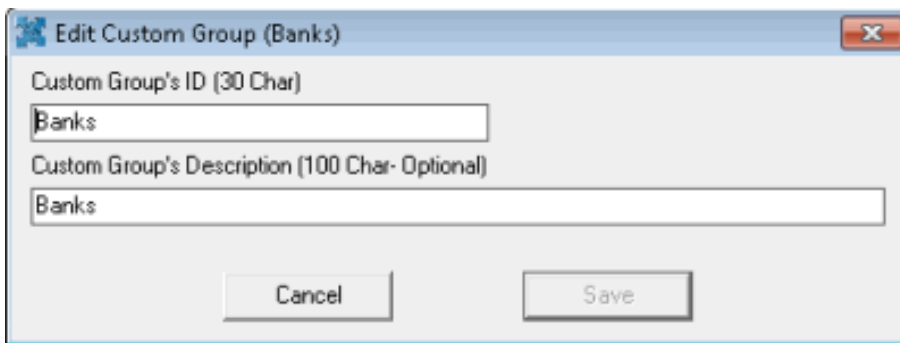 Edit Custom Group (Banks)
Custom Group's ID (30 Char)
Banks
Custom Group's Description (100 Char- Optional)
Banks
Cancel Save